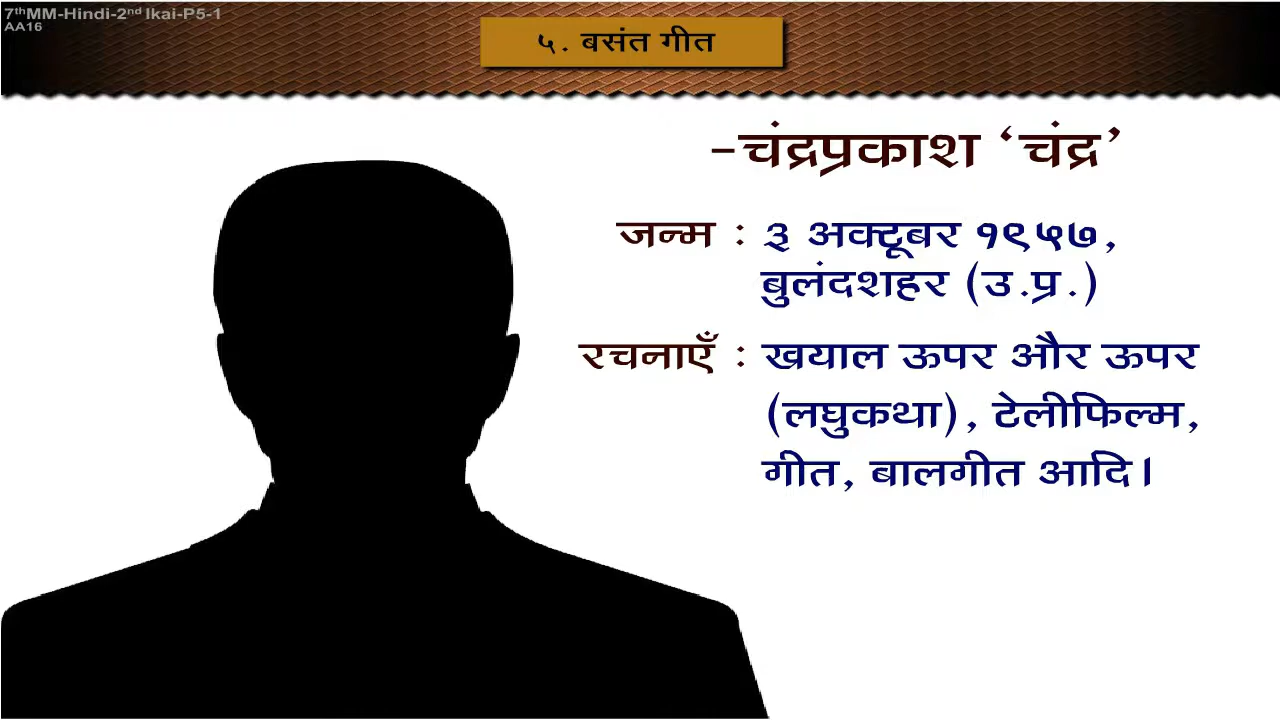 7thMM-Hindi-2nd Ikai-P5-1
AA16
५. बसंत गीत
-चंद्रप्रकाश ‘चंद्र’
जन्म : ३ अक्टूबर १९५७,
बुलंदशहर (उ.प्र.)
रचनाएँ : खयाल ऊपर और ऊपर
(लघुकथा), टेलीफिल्म,
गीत, बालगीत आदि।